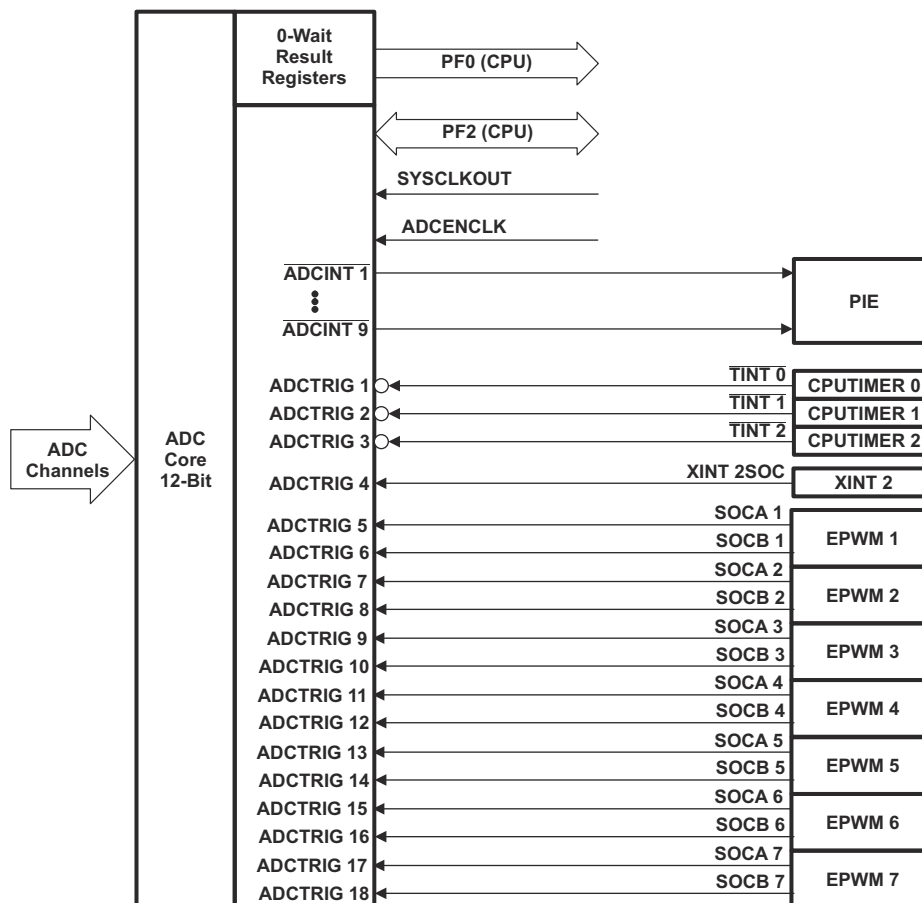 0-Wait
Result
Registers
PF0 (CPU)
PF2 (CPU)
SYSCLKOUT
ADCENCLK
ADCINT 1
ADCINT 9
PIE
ADC
Channels
ADC
Core
12-Bit
ADCTRIG 1
TINT 0
CPUTIMER 0
ADCTRIG 2
TINT 1
CPUTIMER 1
ADCTRIG 3
TINT 2
CPUTIMER 2
ADCTRIG 4
XINT 2SOC
XINT 2
ADCTRIG 5
SOCA 1
ADCTRIG 6
SOCB 1
EPWM 1
ADCTRIG 7
SOCA 2
ADCTRIG 8
SOCB 2
EPWM 2
ADCTRIG 9
SOCA 3
ADCTRIG 10
SOCB 3
EPWM 3
ADCTRIG 11
SOCA 4
ADCTRIG 12
SOCB 4
EPWM 4
ADCTRIG 13
SOCA 5
ADCTRIG 14
SOCB 5
EPWM 5
ADCTRIG 15
SOCA 6
ADCTRIG 16
SOCB 6
EPWM 6
ADCTRIG 17
SOCA 7
ADCTRIG 18
SOCB 7
EPWM 7